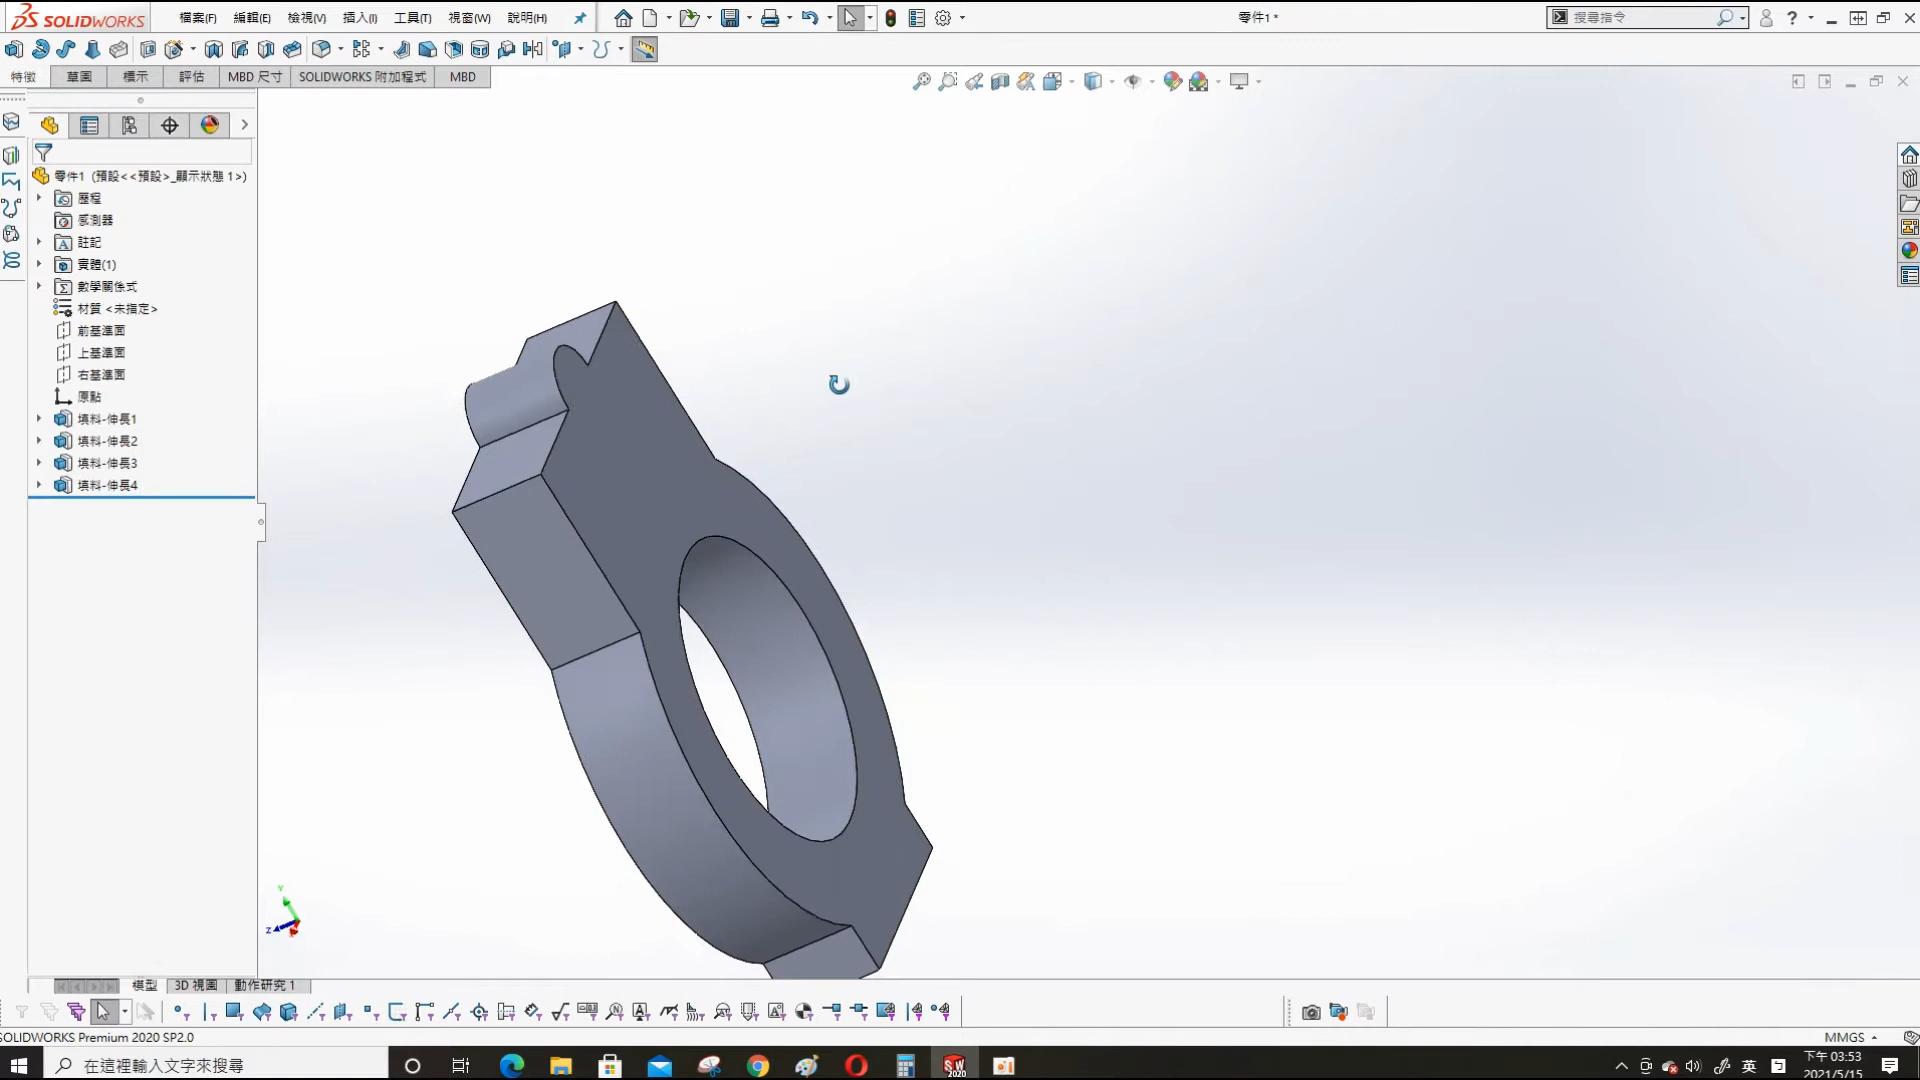 SOLIDWORKS
檔案(F) 編輯(E) 檢視(V) 插入(I) 工具(T) 視窗(W) 說明(H)
零件1 *
搜尋指令
特徵 草圖 標示 評估 MBD 尺寸 SOLIDWORKS 附加程式 MBD
零件1 (預設<<預設>_顯示狀態 1>)
歷程
感測器
註記
實體(1)
數學關係式
材質 <未指定>
前基準面
上基準面
右基準面
原點
填料-伸長1
填料-伸長2
填料-伸長3
填料-伸長4
Y
Z
模型 3D 視圖 動作研究 1
SOLIDWORKS Premium 2020 SP2.0
MMGS
在這裡輸入文字來搜尋
SW 2020
英
下午 03:53
2021/5/15